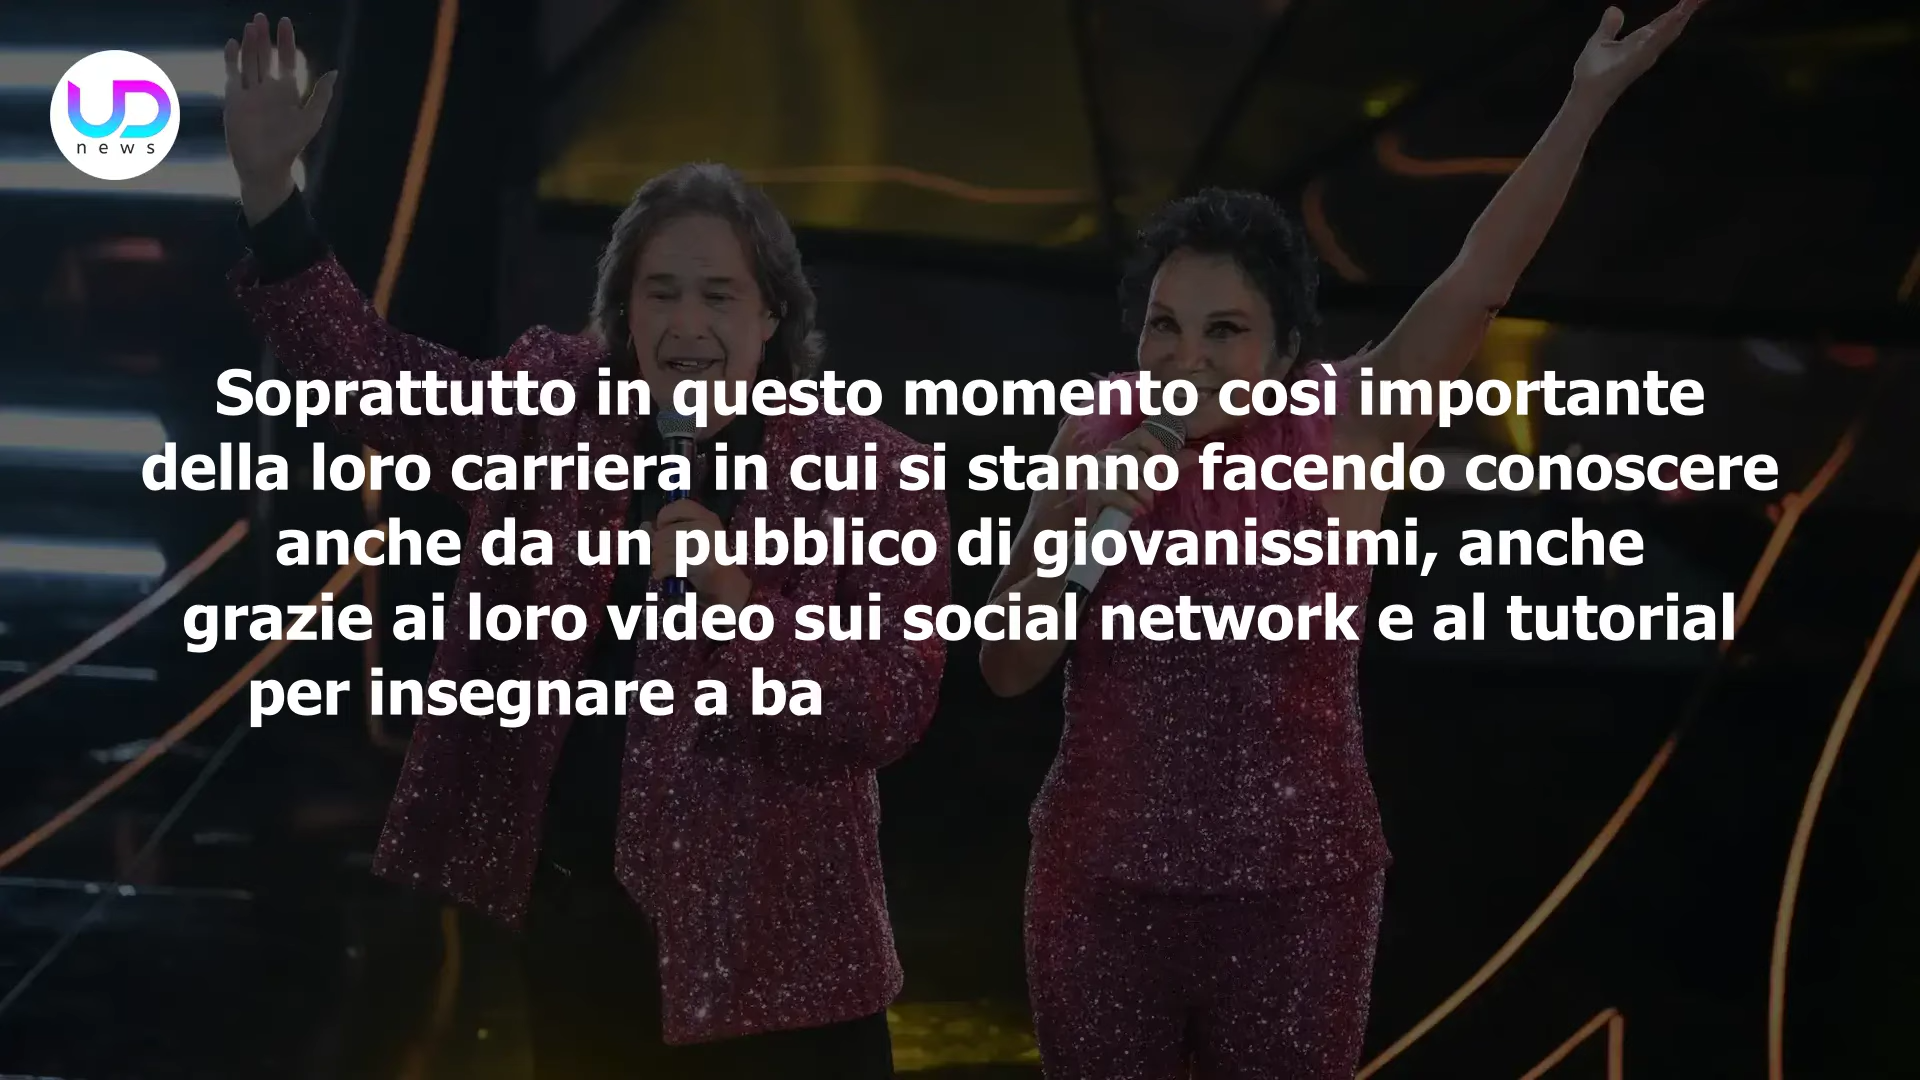 UD
news
Soprattutto in questo momento così importante
della loro carriera in cui si stanno facendo conoscere
anche da un pubblico di giovanissimi, anche
grazie ai loro video sui social network e al tutorial
per insegnare a ba